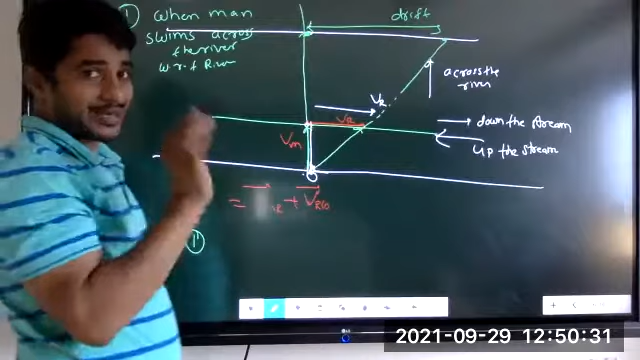 ① When man
swims across
the river
w.r.t River
drift
across the
river
VR
VR
Vm
down the stream
up the stream
= R + VRG
①
2021-09-29 12:50:31